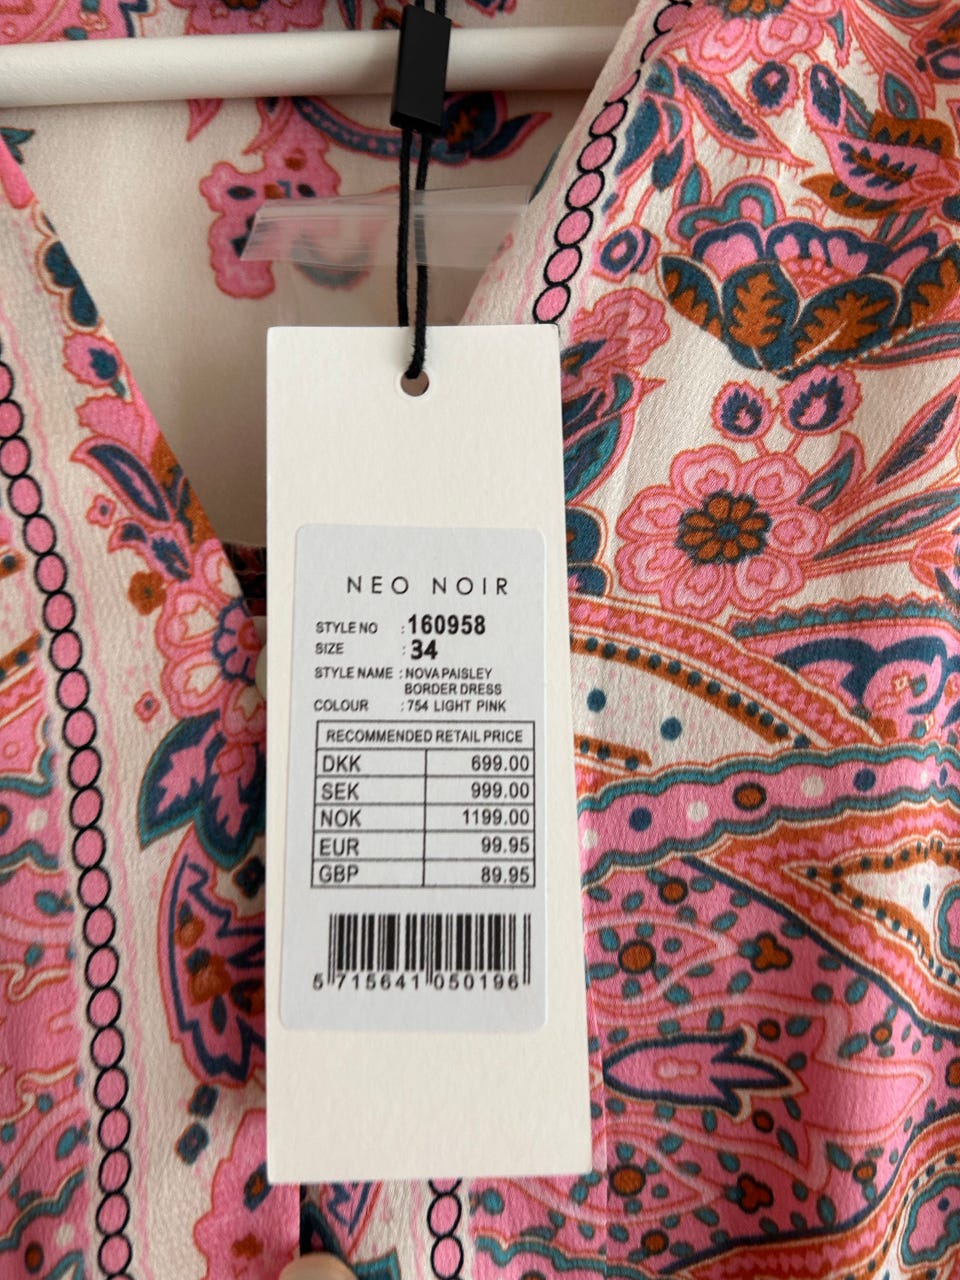 NEO NOIR
STYLE NO : 160958
SIZE : 34
STYLE NAME : NOVA PAISLEY
BORDER DRESS
COLOUR : 754 LIGHT PINK
RECOMMENDED RETAIL PRICE
DKK 699.00
SEK 999.00
NOK 1199.00
EUR 99.95
GBP 89.95
5 715641 050196